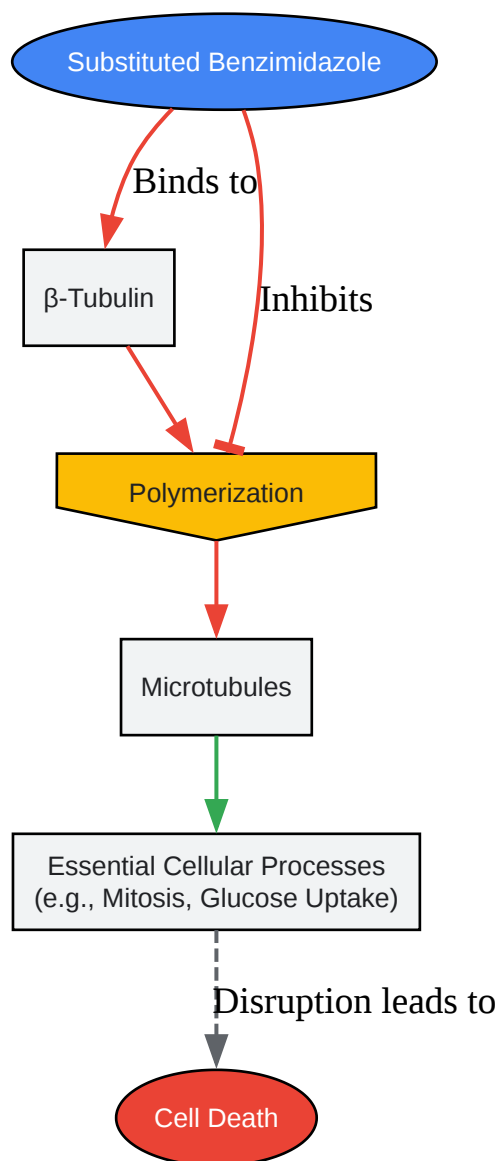 Substituted Benzimidazole
Binds to
β-Tubulin
Inhibits
Polymerization
Microtubules
Essential Cellular Processes
(e.g., Mitosis, Glucose Uptake)
Disruption leads to
Cell Death